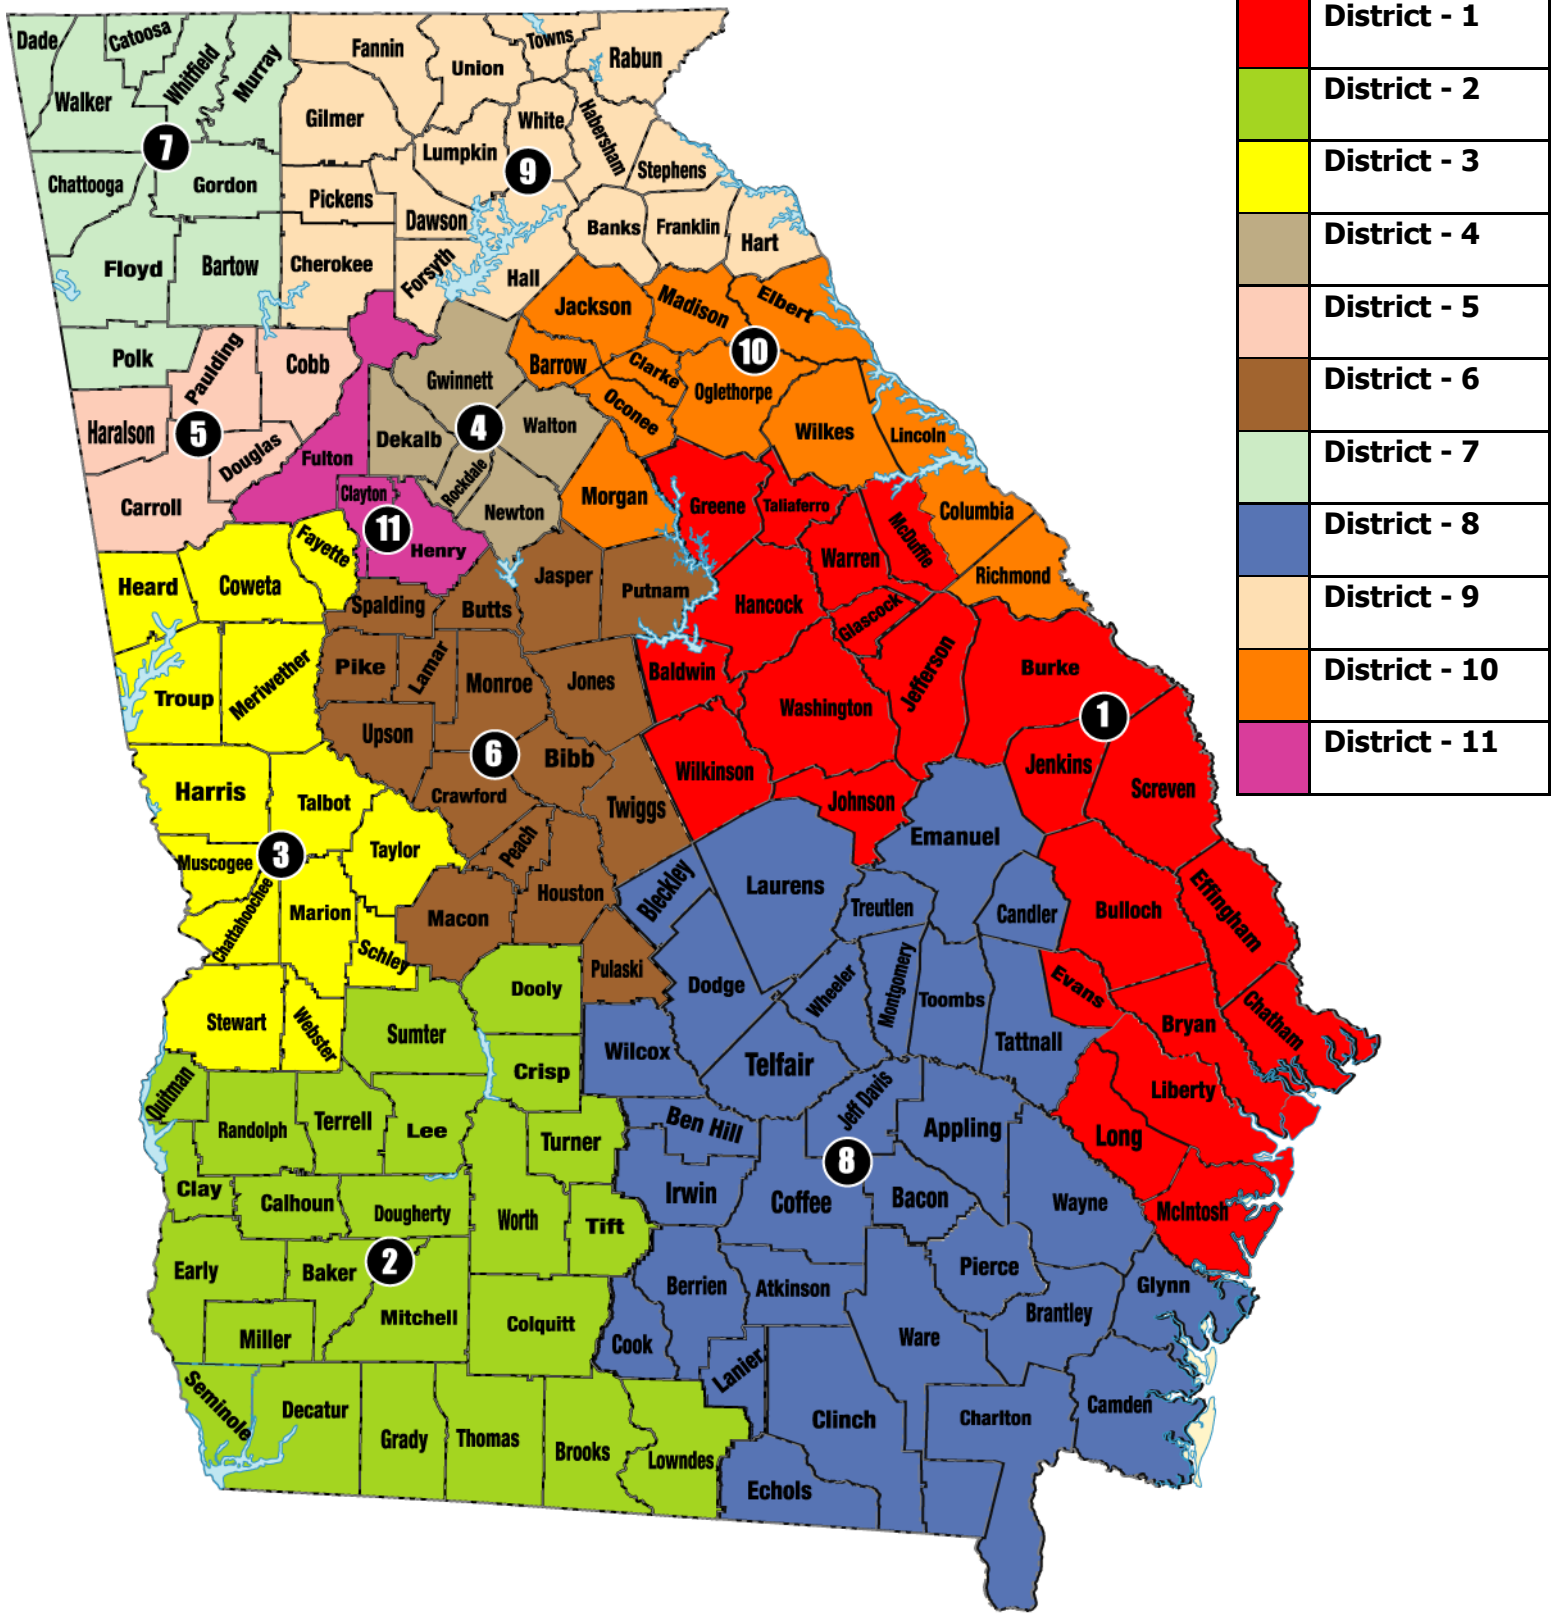 District - 1
District - 2
District - 3
District - 4
District - 5
District - 6
District - 7
District - 8
District - 9
District - 10
District - 11
Dade
Catoosa
Whitfield
Murray
Walker
7
Chattooga
Gordon
Floyd
Bartow
Polk
Fannin
Union
Towns
Rabun
Gilmer
White
Habersham
Lumpkin
9
Stephens
Pickens
Dawson
Banks
Franklin
Hart
Cherokee
Forsyth
Hall
Jackson
Madison
Elbert
10
Barrow
Clarke
Oglethorpe
Oconee
Wilkes
Lincoln
Morgan
Columbia
Richmond
Paulding
Cobb
Haralson
5
Douglas
Carroll
Gwinnett
4
Dekalb
Walton
Rockdale
Newton
Fulton
Clayton
11
Henry
Greene
Taliaferro
McDuffie
Warren
Hancock
Glascock
Jefferson
Burke
Baldwin
Washington
1
Wilkinson
Jenkins
Screven
Johnson
Bulloch
Effingham
Evans
Bryan
Chatham
Liberty
Long
McIntosh
Fayette
Heard
Coweta
Troup
Meriwether
Harris
Talbot
3
Muscogee
Taylor
Chattahoochee
Marion
Schley
Stewart
Webster
Jasper
Putnam
Spalding
Butts
Pike
Lamar
Monroe
Jones
Upson
6
Bibb
Crawford
Twiggs
Peach
Houston
Macon
Pulaski
Dooly
Sumter
Crisp
Quitman
Randolph
Terrell
Lee
Turner
Clay
Calhoun
Dougherty
Worth
Tift
Early
Baker
2
Mitchell
Miller
Colquitt
Seminole
Decatur
Grady
Thomas
Brooks
Lowndes
Emanuel
Bleckley
Laurens
Treutlen
Candler
Dodge
Wheeler
Montgomery
Toombs
Tattnall
Wilcox
Telfair
Jeff Davis
Ben Hill
Appling
8
Irwin
Coffee
Bacon
Wayne
Berrien
Atkinson
Pierce
Glynn
Brantley
Cook
Ware
Lanier
Clinch
Charlton
Camden
Echols